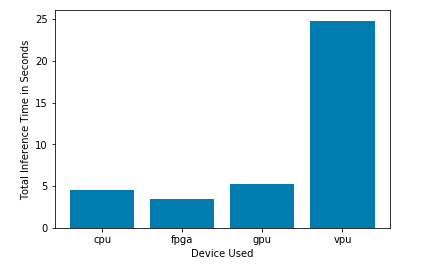 Total Inference Time in Seconds
25
20
15
10
5
0
cpu fpga gpu vpu
Device Used